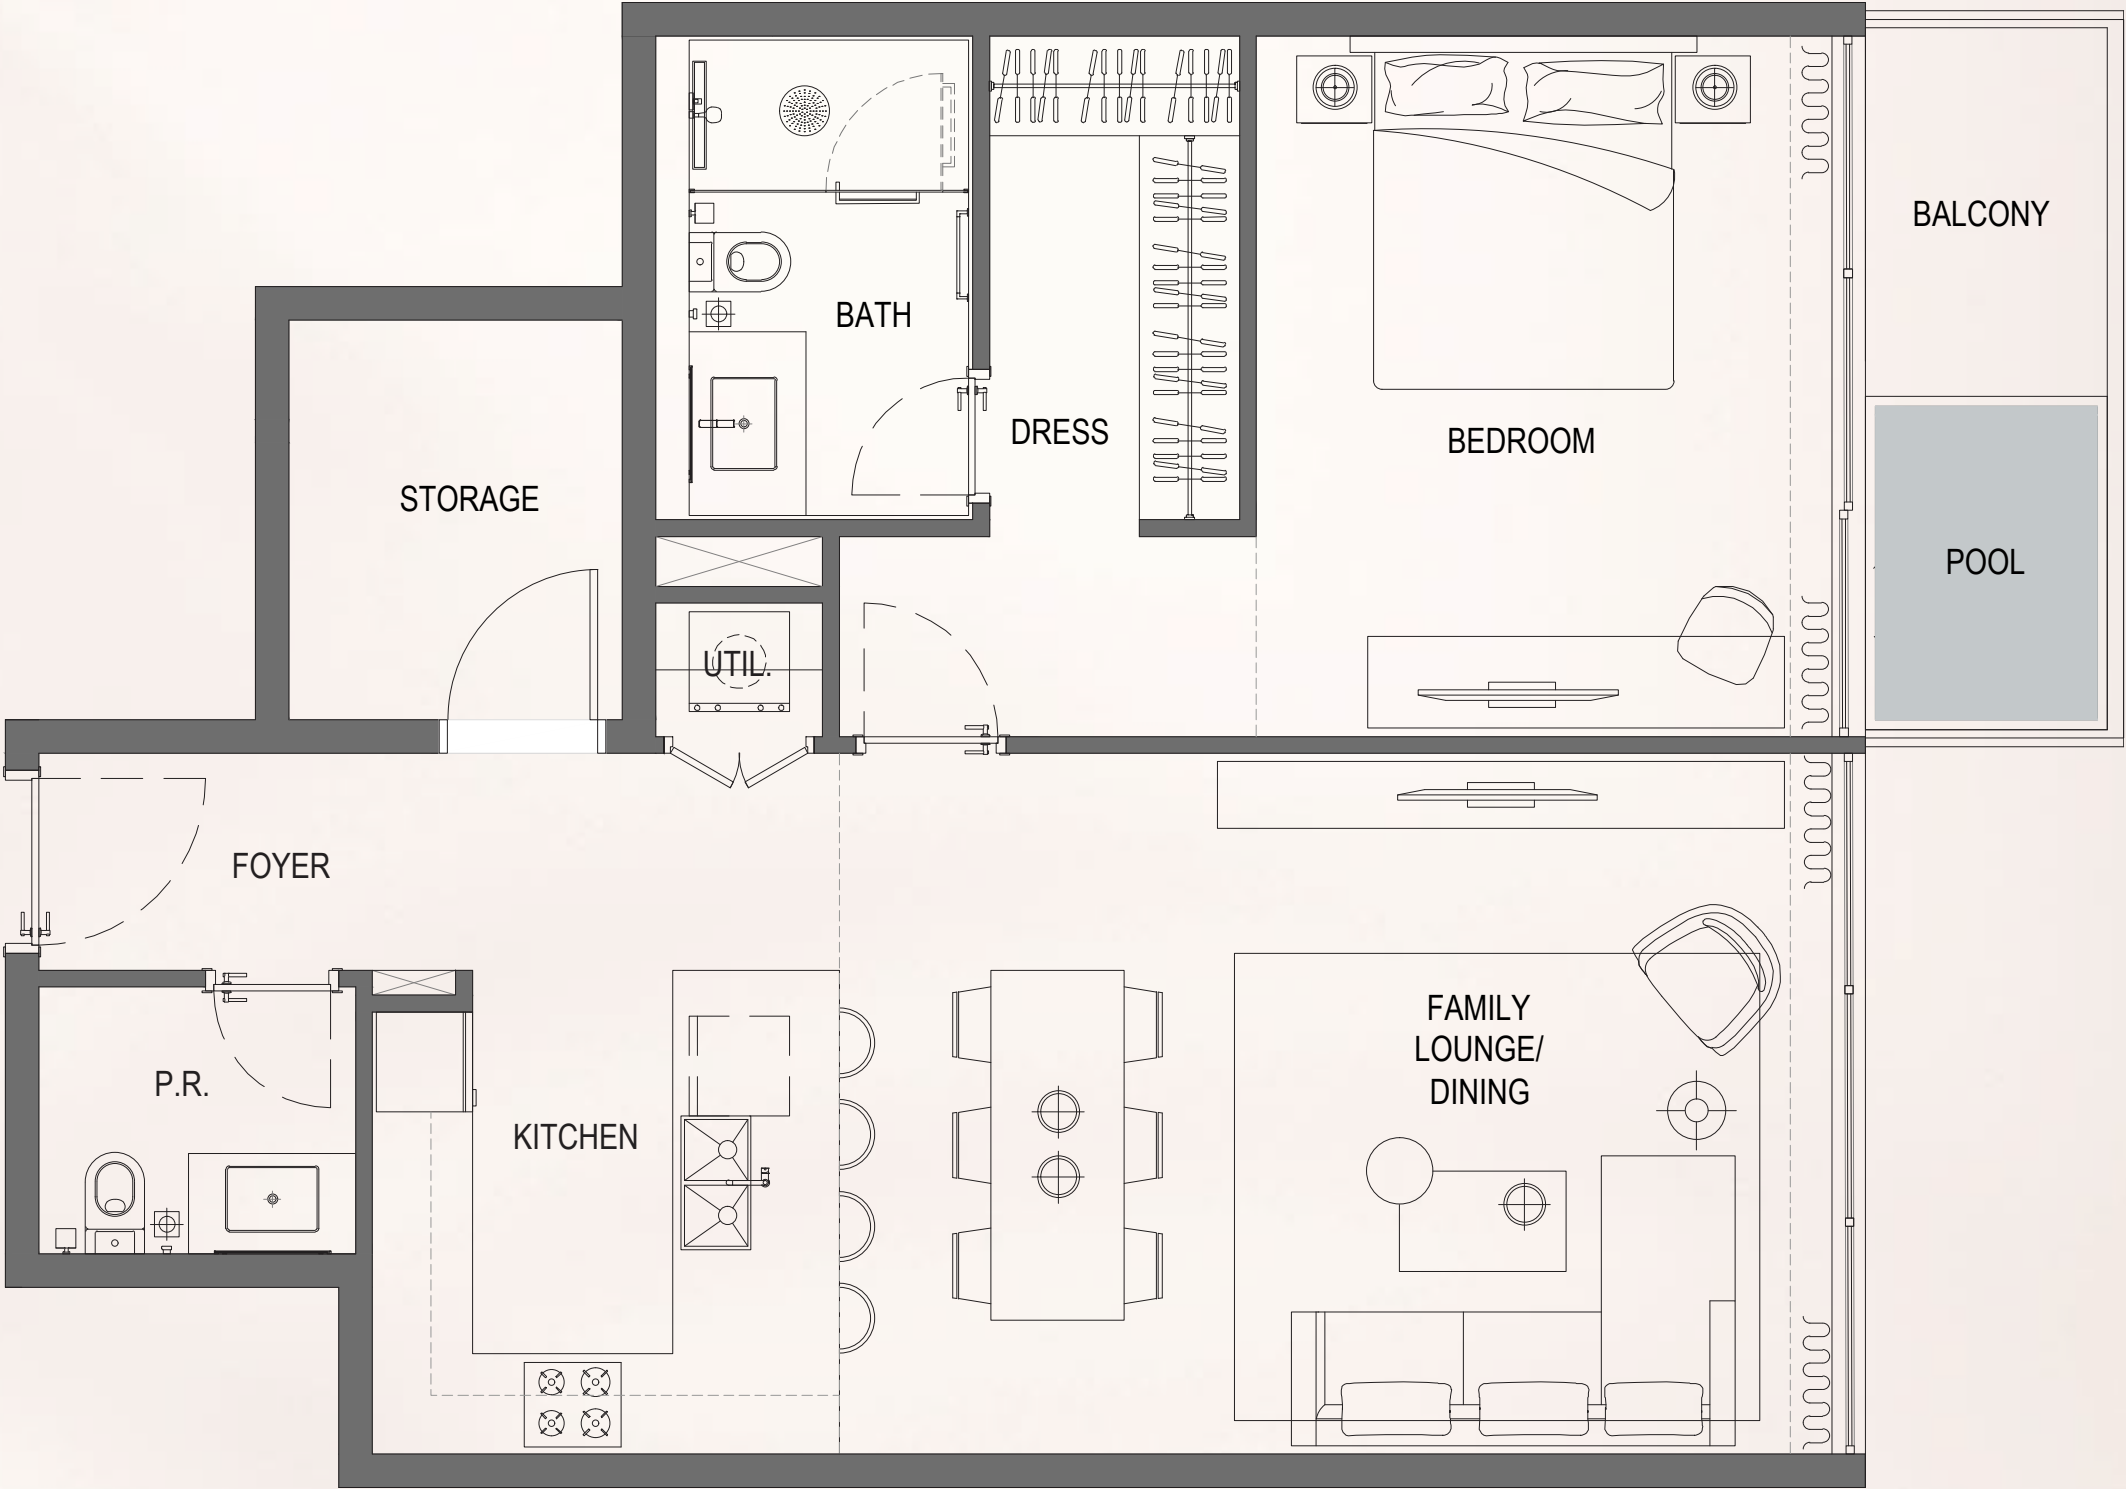 BALCONY
BATH
DRESS
BEDROOM
STORAGE
POOL
UTIL.
FOYER
FAMILY
LOUNGE/
DINING
P.R.
KITCHEN